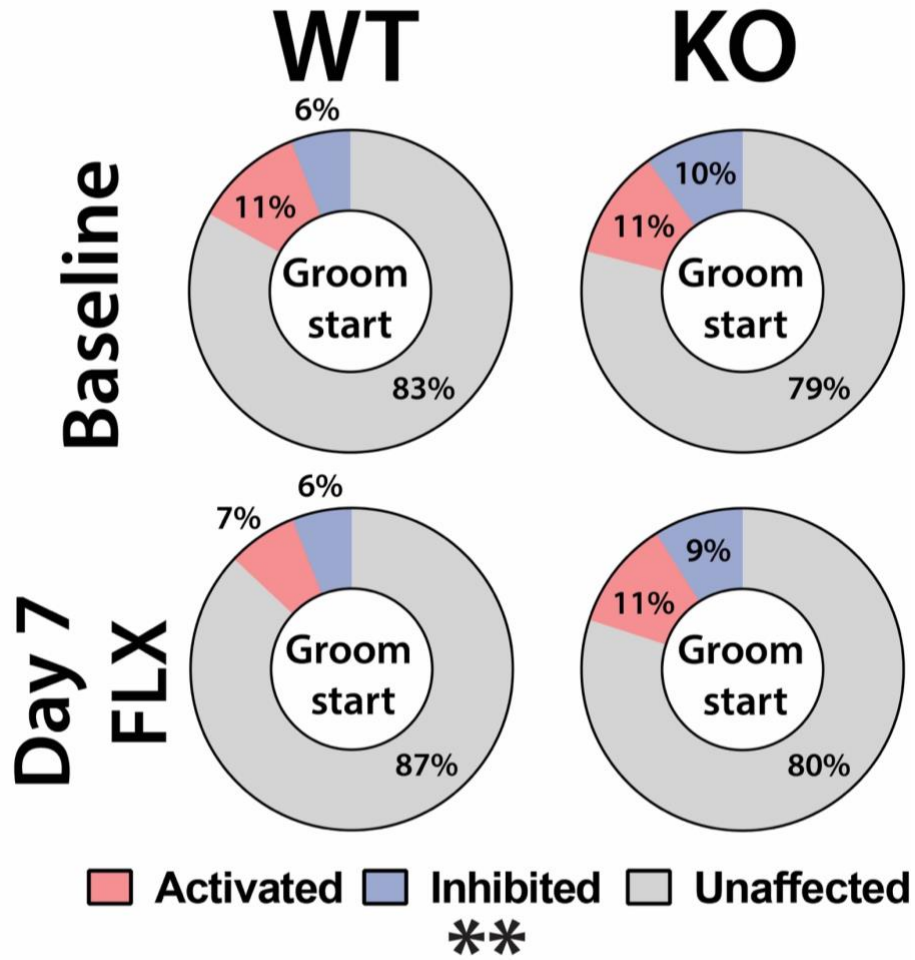 WT
KO
Baseline
6%
11%
Groom
start
83%
10%
11%
Groom
start
79%
Day 7
FLX
6%
7%
Groom
start
87%
9%
11%
Groom
start
80%
Activated Inhibited Unaffected
**